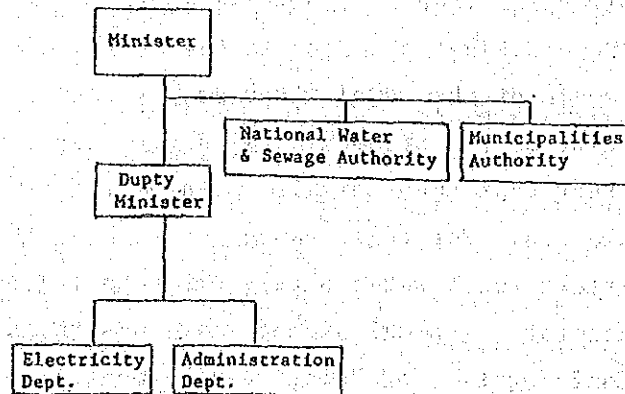 Minister
National Water
& Sewage Authority
Municipalities
Authority
Dupty
Minister
Electricity
Dept.
Administration
Dept.